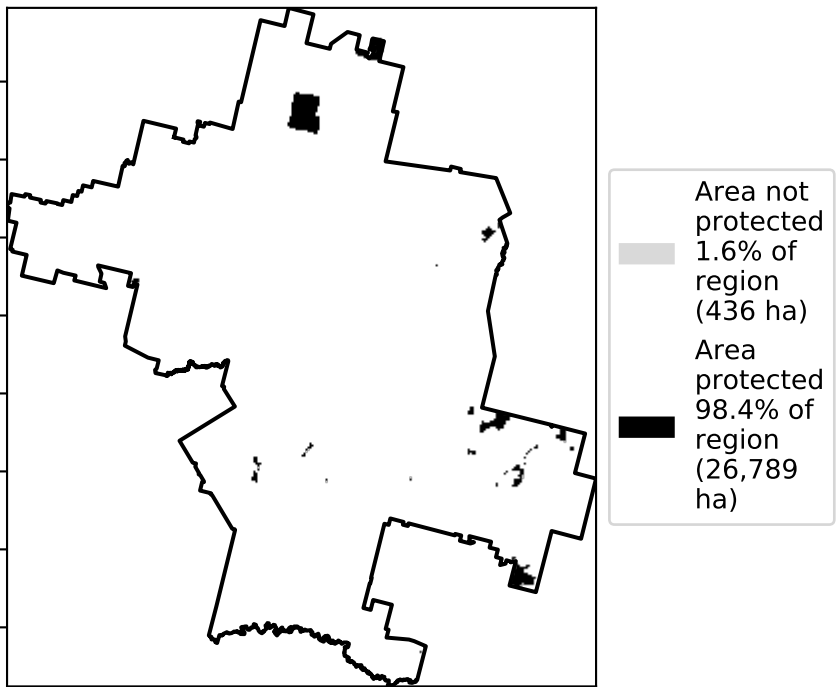 Area not
protected
1.6% of
region
(436 ha)
Area
protected
98.4% of
region
(26,789
ha)